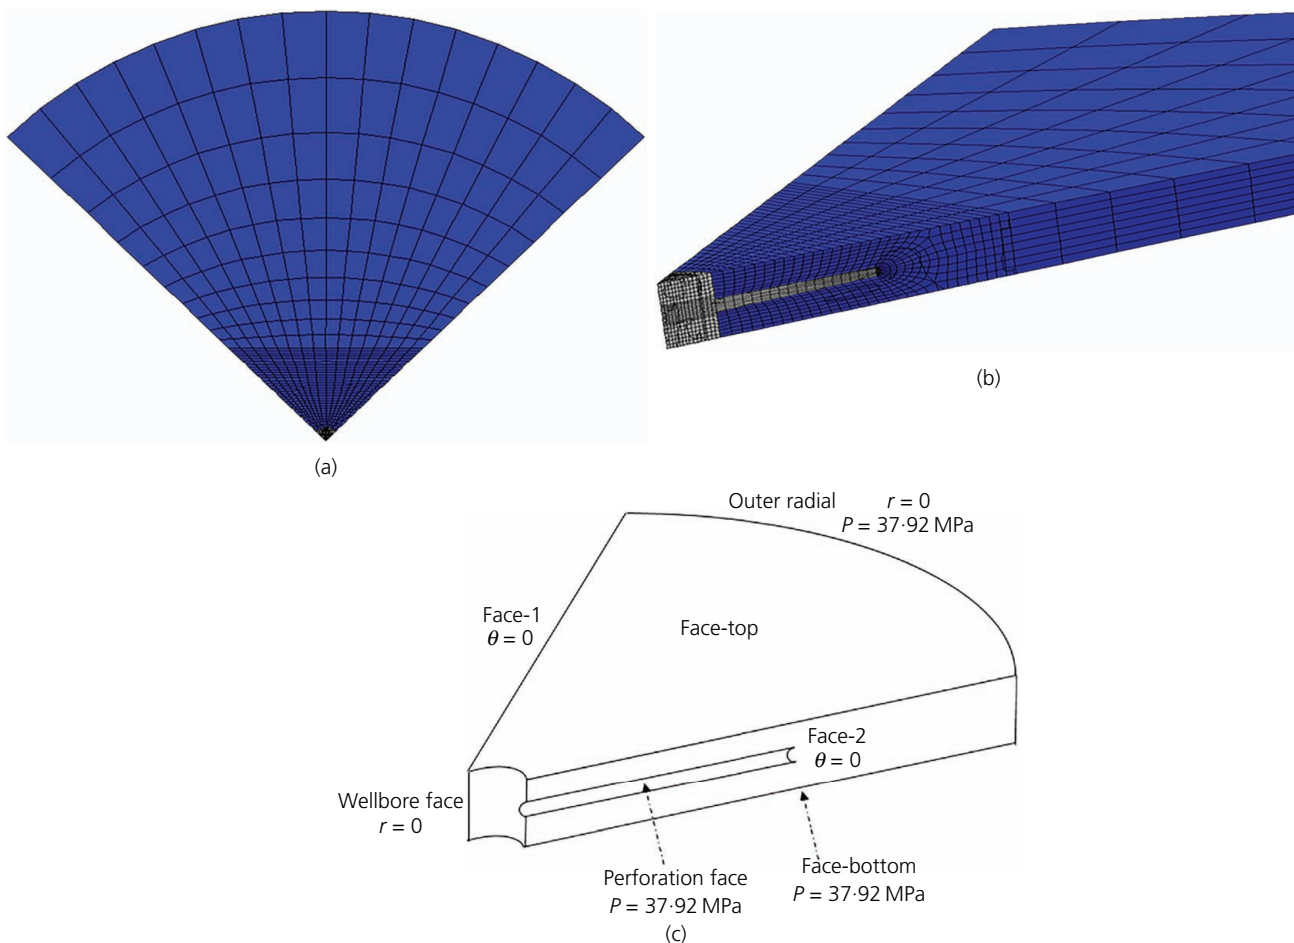 (a)
(b)
Outer radial r = 0
P = 37·92 MPa
Face-1
θ = 0
Face-top
Face-2
θ = 0
Wellbore face
r = 0
Perforation face
P = 37·92 MPa
Face-bottom
P = 37·92 MPa
(c)